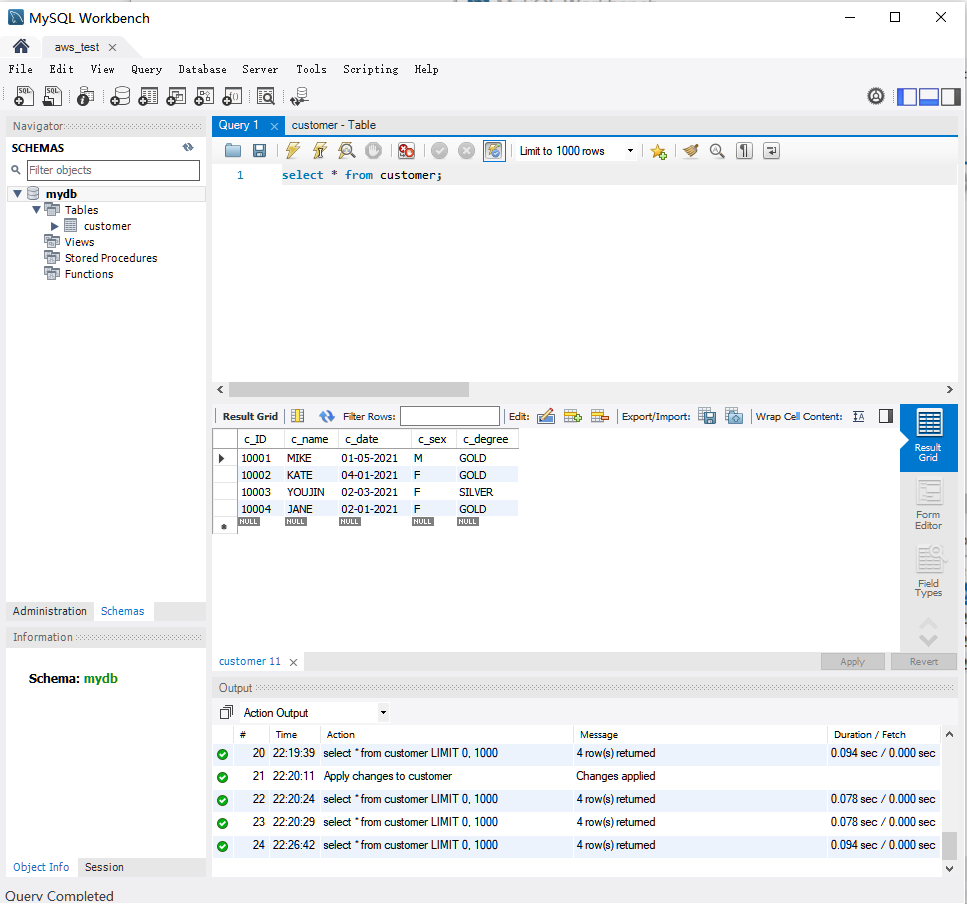 MySQL Workbench
aws_test
File Edit View Query Database Server Tools Scripting Help
Navigator
SCHEMAS
Filter objects
mydb
Tables
customer
Views
Stored Procedures
Functions
Administration Schemas
Information
Schema: mydb
Object Info Session
Query 1 customer - Table
Limit to 1000 rows
1 select * from customer;
Result Grid Filter Rows: Edit: Export/Import: Wrap Cell Content:
c_ID c_name c_date c_sex c_degree
10001 MIKE 01-05-2021 M GOLD
10002 KATE 04-01-2021 F GOLD
10003 YOUJIN 02-03-2021 F SILVER
10004 JANE 02-01-2021 F GOLD
NULL NULL NULL NULL NULL
Result
Grid
Form
Editor
Field
Types
customer 11
Apply Revert
Output
Action Output
# Time Action Message Duration / Fetch
20 22:19:39 select * from customer LIMIT 0, 1000 4 row(s) returned 0.094 sec / 0.000 sec
21 22:20:11 Apply changes to customer Changes applied
22 22:20:24 select * from customer LIMIT 0, 1000 4 row(s) returned 0.078 sec / 0.000 sec
23 22:20:29 select * from customer LIMIT 0, 1000 4 row(s) returned 0.078 sec / 0.000 sec
24 22:26:42 select * from customer LIMIT 0, 1000 4 row(s) returned 0.094 sec / 0.000 sec
Query Completed